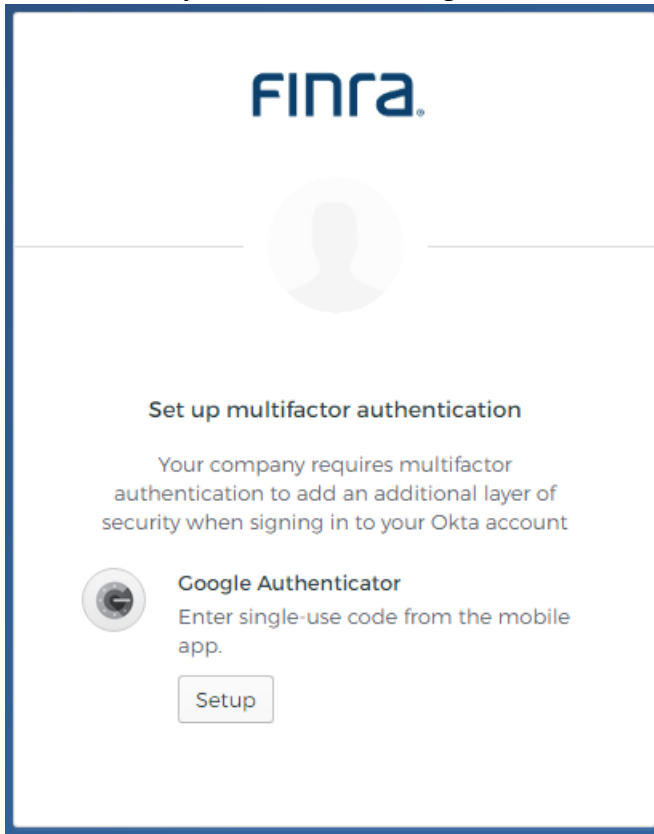 FINRA®
Set up multifactor authentication
Your company requires multifactor
authentication to add an additional layer of
security when signing in to your Okta account
Google Authenticator
Enter single-use code from the mobile
app.
Setup